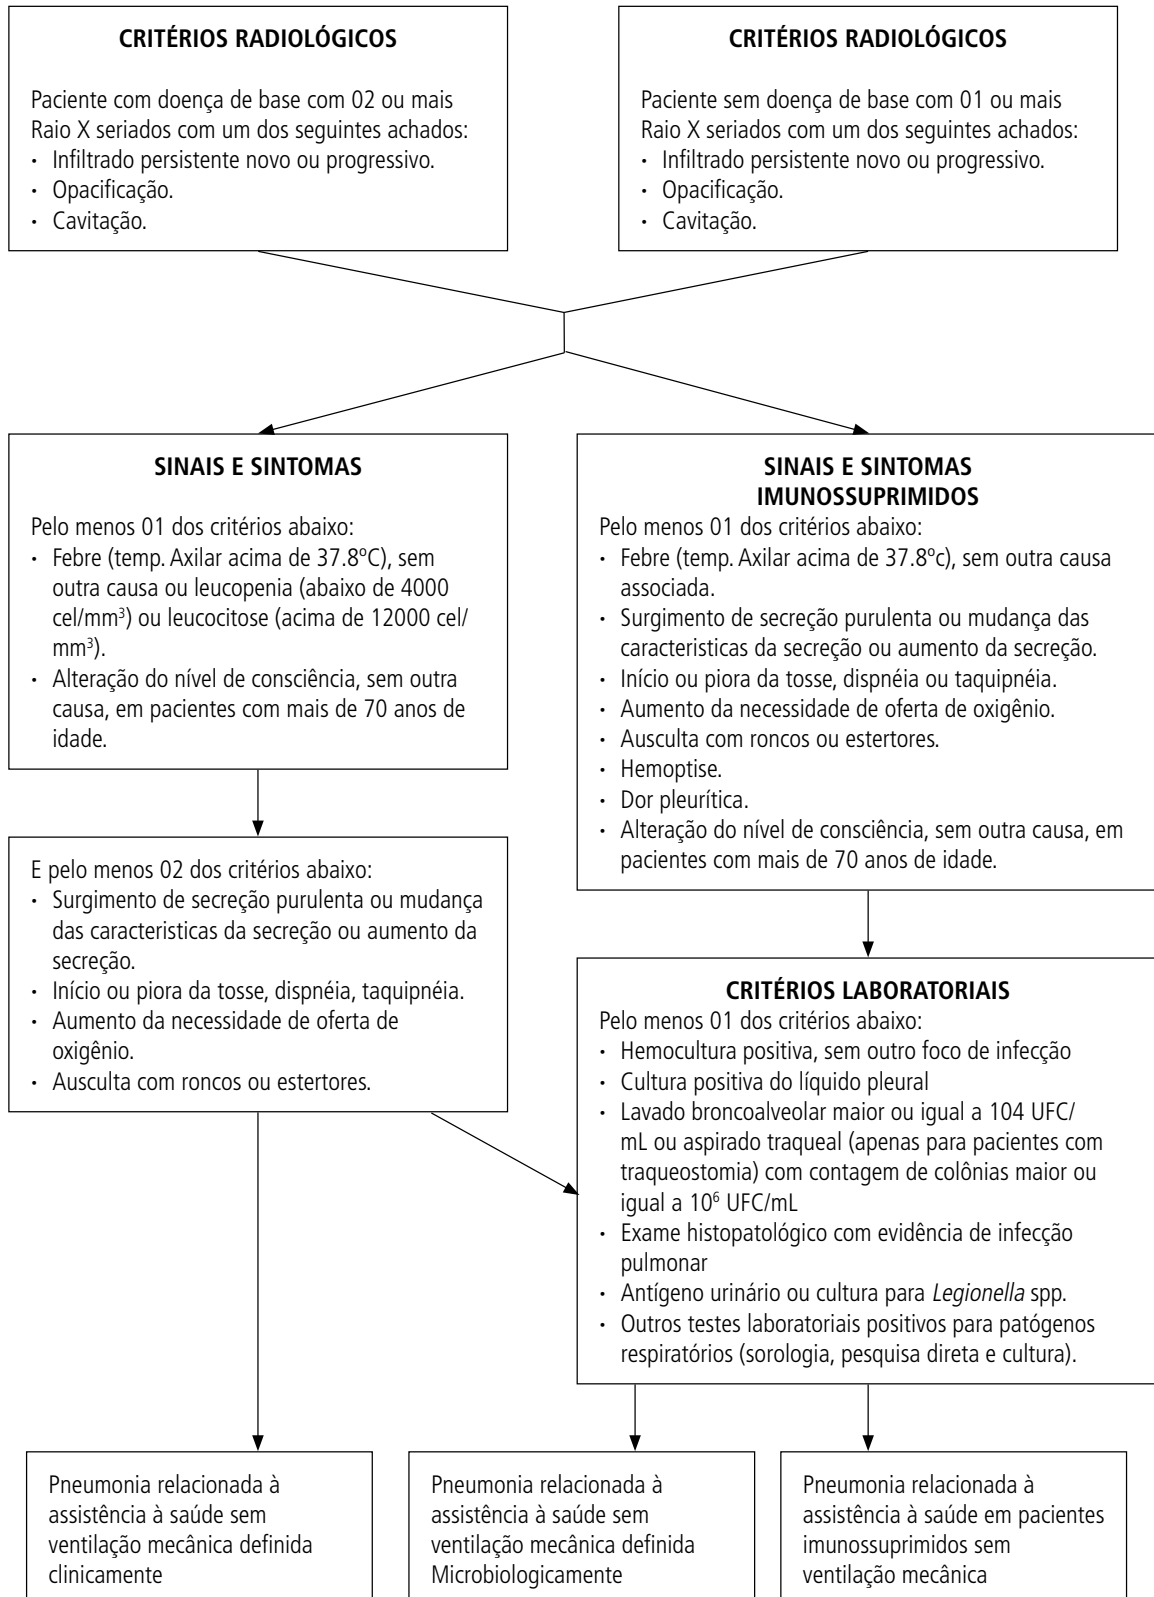 CRITÉRIOS RADIOLÓGICOS
Paciente com doença de base com 02 ou mais
Raio X seriados com um dos seguintes achados:
· Infiltrado persistente novo ou progressivo.
· Opacificação.
· Cavitação.
CRITÉRIOS RADIOLÓGICOS
Paciente sem doença de base com 01 ou mais
Raio X seriados com um dos seguintes achados:
· Infiltrado persistente novo ou progressivo.
· Opacificação.
· Cavitação.
SINAIS E SINTOMAS
Pelo menos 01 dos critérios abaixo:
· Febre (temp. Axilar acima de 37.8ºC), sem
outra causa ou leucopenia (abaixo de 4000
cel/mm³) ou leucocitose (acima de 12000 cel/
mm³).
· Alteração do nível de consciência, sem outra
causa, em pacientes com mais de 70 anos de
idade.
E pelo menos 02 dos critérios abaixo:
· Surgimento de secreção purulenta ou mudança
das caracteristicas da secreção ou aumento da
secreção.
· Início ou piora da tosse, dispnéia, taquipnéia.
· Aumento da necessidade de oferta de
oxigênio.
· Ausculta com roncos ou estertores.
SINAIS E SINTOMAS
IMUNOSSUPRIMIDOS
Pelo menos 01 dos critérios abaixo:
· Febre (temp. Axilar acima de 37.8ºc), sem outra causa
associada.
· Surgimento de secreção purulenta ou mudança das
caracteristicas da secreção ou aumento da secreção.
· Início ou piora da tosse, dispnéia ou taquipnéia.
· Aumento da necessidade de oferta de oxigênio.
· Ausculta com roncos ou estertores.
· Hemoptise.
· Dor pleurítica.
· Alteração do nível de consciência, sem outra causa, em
pacientes com mais de 70 anos de idade.
CRITÉRIOS LABORATORIAIS
Pelo menos 01 dos critérios abaixo:
· Hemocultura positiva, sem outro foco de infecção
· Cultura positiva do líquido pleural
· Lavado broncoalveolar maior ou igual a 104 UFC/
mL ou aspirado traqueal (apenas para pacientes com
traqueostomia) com contagem de colônias maior ou
igual a 10⁶ UFC/mL
· Exame histopatológico com evidência de infecção
pulmonar
· Antígeno urinário ou cultura para Legionella spp.
· Outros testes laboratoriais positivos para patógenos
respiratórios (sorologia, pesquisa direta e cultura).
Pneumonia relacionada à
assistência à saúde sem
ventilação mecânica definida
clinicamente
Pneumonia relacionada à
assistência à saúde sem
ventilação mecânica definida
Microbiologicamente
Pneumonia relacionada à
assistência à saúde em pacientes
imunossuprimidos sem
ventilação mecânica